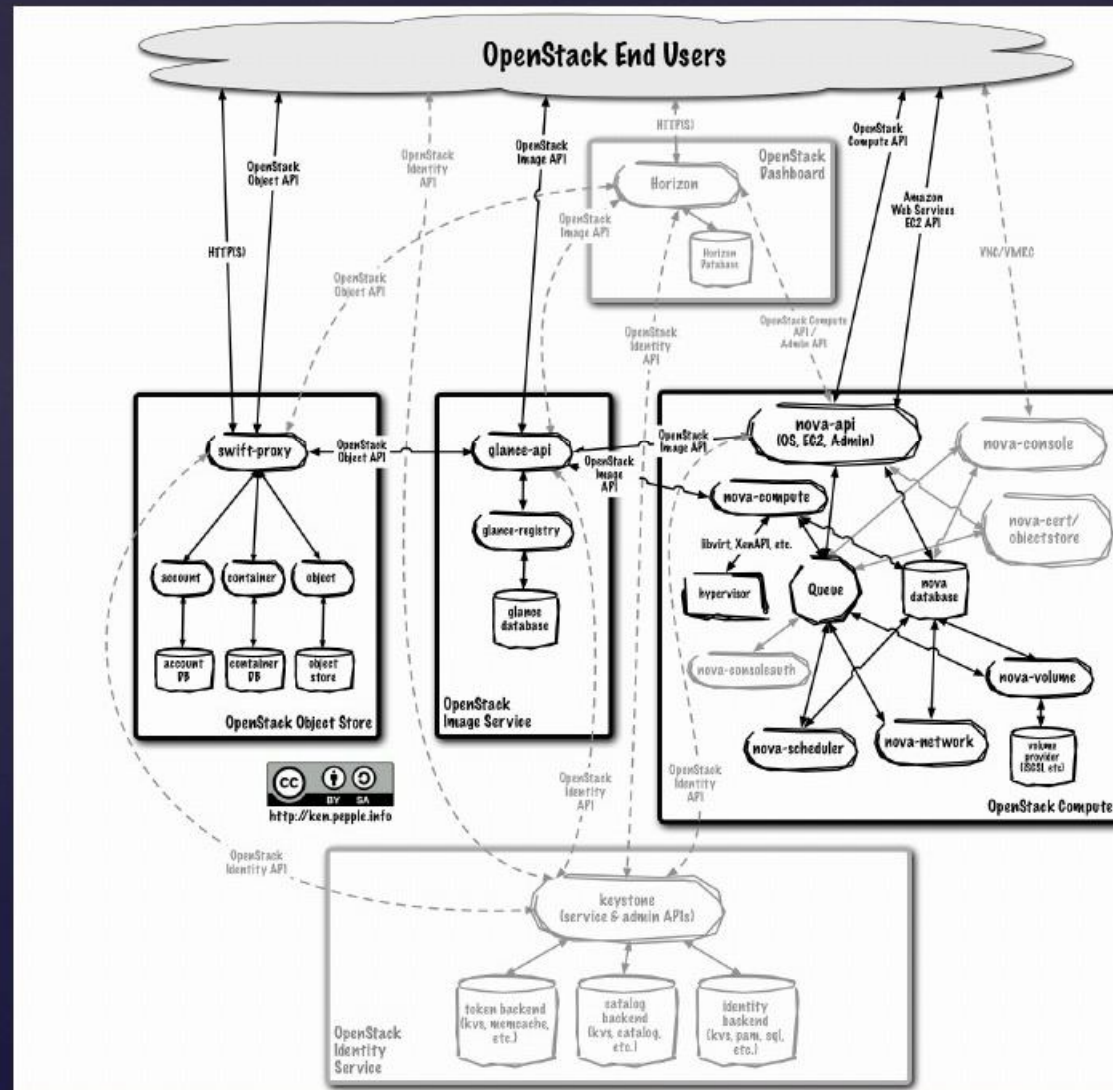 OpenStack End Users
HTTP(S)
OpenStack
Object API
OpenStack
Identity
API
OpenStack
Image API
HTTP(S)
OpenStack
Compute API
Amazon
Web Services
EC2 API
VNC/VMRC
OpenStack
Dashboard
Horizon
Horizon
Database
OpenStack
Image API
OpenStack
Object API
OpenStack
Identity
API
OpenStack Compute
API /
Admin API
swift-proxy
OpenStack
Object API
account
container
object
account
DB
container
DB
object
store
OpenStack Object Store
glance-api
glance-registry
glance
database
OpenStack
Image Service
OpenStack
Image API
OpenStack
Image
API
nova-api
(OS, EC2, Admin)
nova-console
nova-compute
nova-cert/
objectstore
libvirt, XenAPI, etc.
hypervisor
Queue
nova
database
nova-consoleauth
nova-volume
nova-scheduler
nova-network
volume
provider
(iSCSI, etc)
OpenStack Compute
CC
BY SA
http://ken.pepple.info
OpenStack
Identity
API
OpenStack
Identity
API
OpenStack
Identity API
keystone
(service & admin APIs)
token backend
(kvs, memcache,
etc.)
catalog
backend
(kvs, catalog,
etc.)
identity
backend
(kvs, pam, sql,
etc.)
OpenStack
Identity
Service